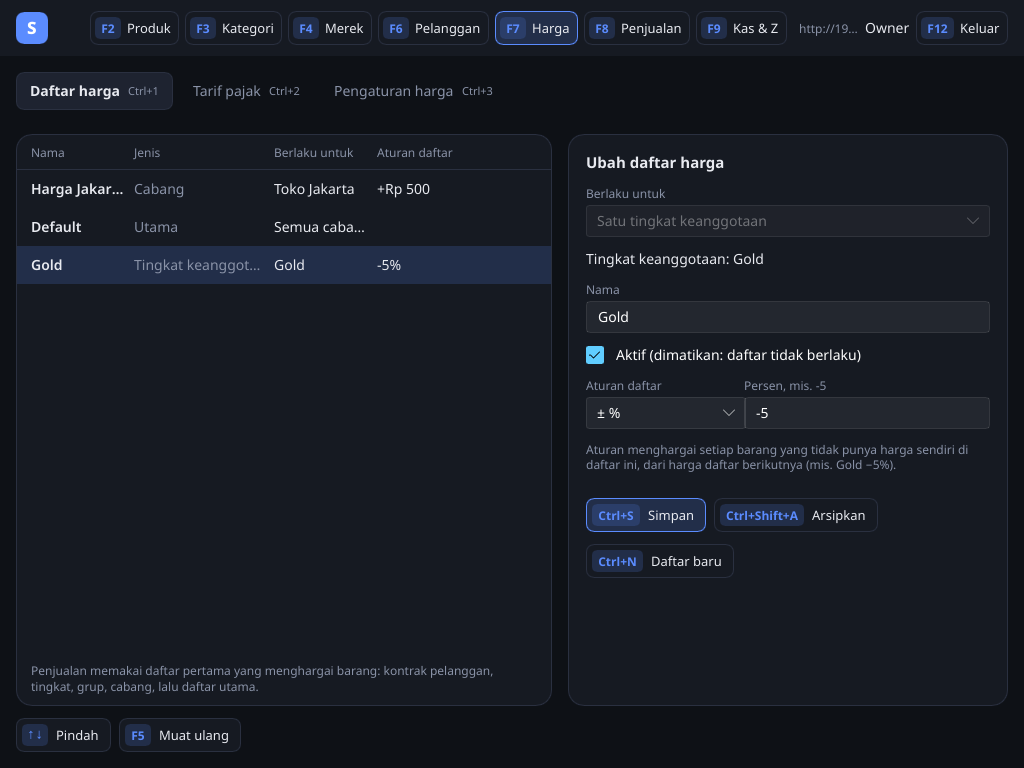 S F2 Produk F3 Kategori F4 Merek F6 Pelanggan F7 Harga F8 Penjualan F9 Kas & Z http://19... Owner F12 Keluar
Daftar harga Ctrl+1 Tarif pajak Ctrl+2 Pengaturan harga Ctrl+3
Nama Jenis Berlaku untuk Aturan daftar
Harga Jakar... Cabang Toko Jakarta +Rp 500
Default Utama Semua caba...
Gold Tingkat keanggot... Gold -5%
Penjualan memakai daftar pertama yang menghargai barang: kontrak pelanggan,
tingkat, grup, cabang, lalu daftar utama.
Ubah daftar harga
Berlaku untuk
Satu tingkat keanggotaan
Tingkat keanggotaan: Gold
Nama
Gold
Aktif (dimatikan: daftar tidak berlaku)
Aturan daftar Persen, mis. -5
± % -5
Aturan menghargai setiap barang yang tidak punya harga sendiri di
daftar ini, dari harga daftar berikutnya (mis. Gold −5%).
Ctrl+S Simpan Ctrl+Shift+A Arsipkan
Ctrl+N Daftar baru
↑↓ Pindah F5 Muat ulang